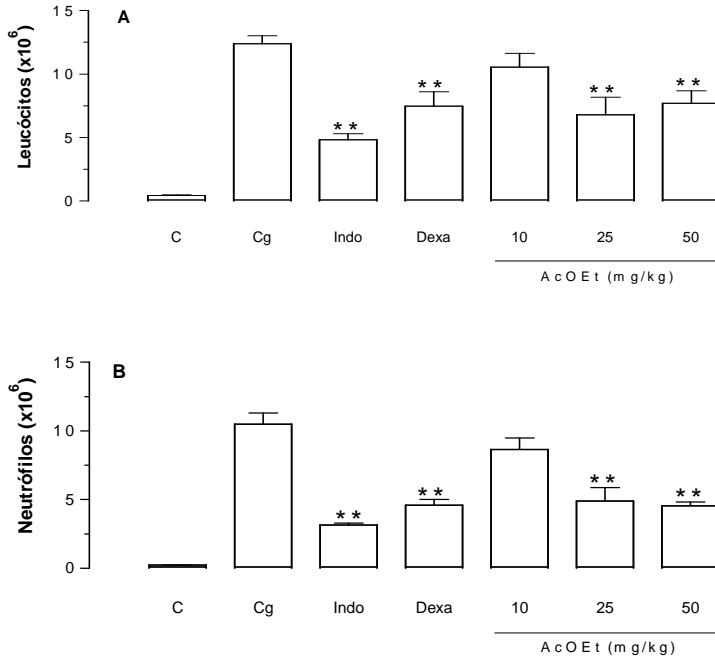 A
Leucócitos (x10⁶)
15
10
5
0
** ** ** **
C Cg Indo Dexa 10 25 50
AcOEt (mg/kg)
B
Neutrófilos (x10⁶)
15
10
5
0
** ** ** **
C Cg Indo Dexa 10 25 50
AcOEt (mg/kg)